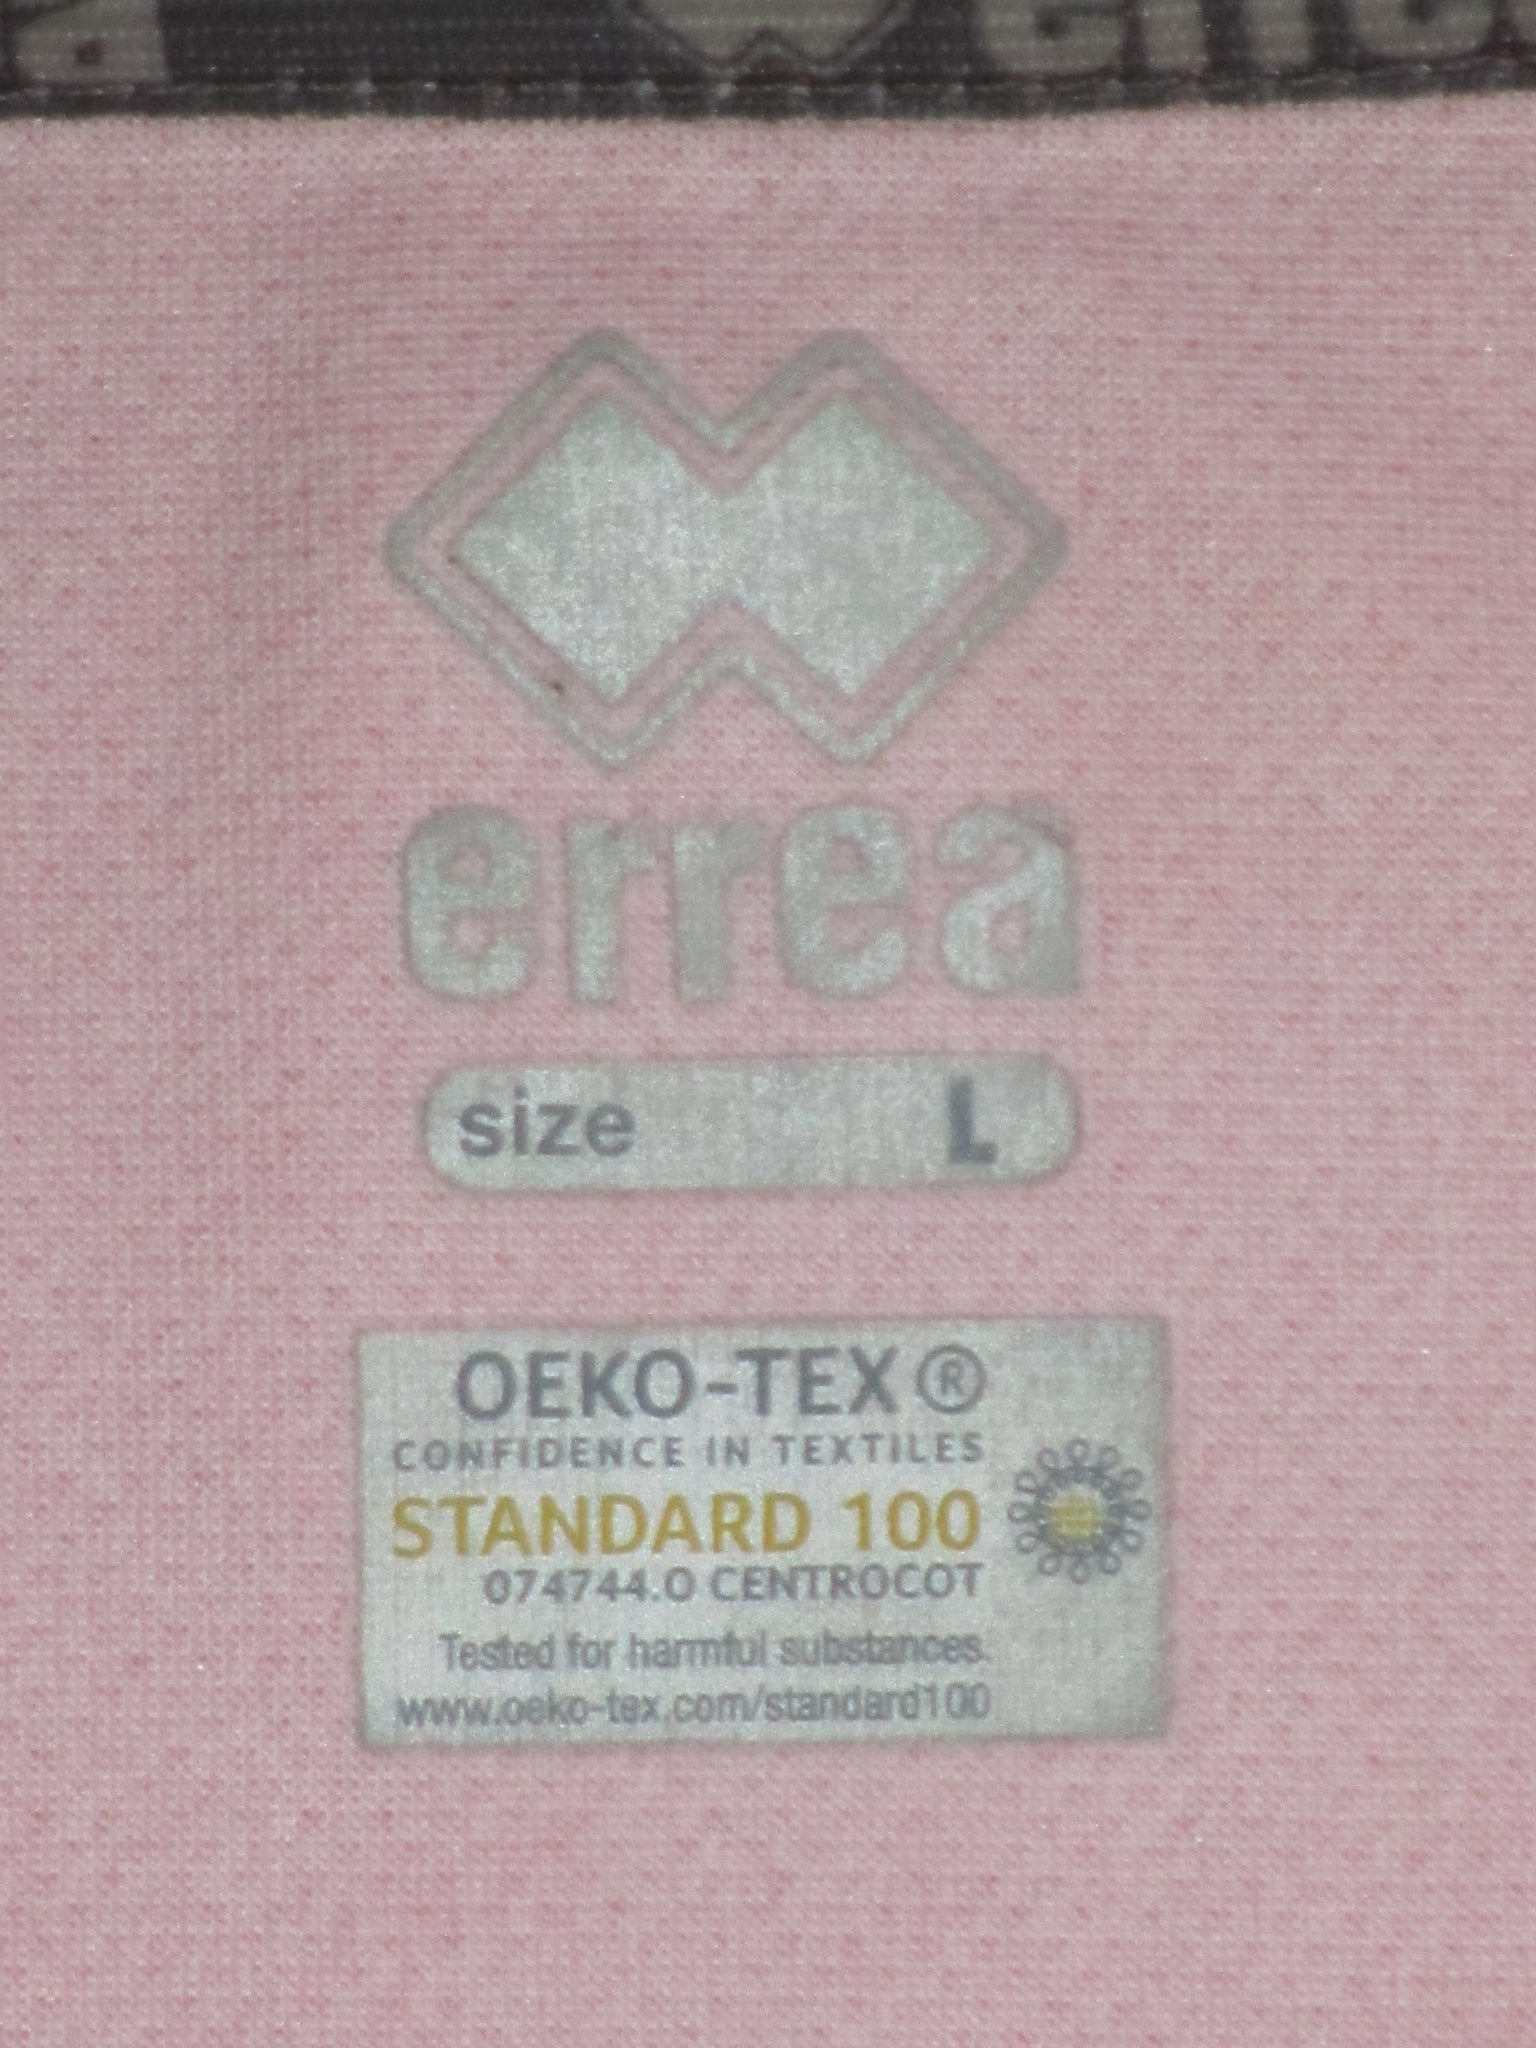 errea
size L
OEKO-TEX®
CONFIDENCE IN TEXTILES
STANDARD 100
074744.O CENTROCOT
Tested for harmful substances.
www.oeko-tex.com/standard100